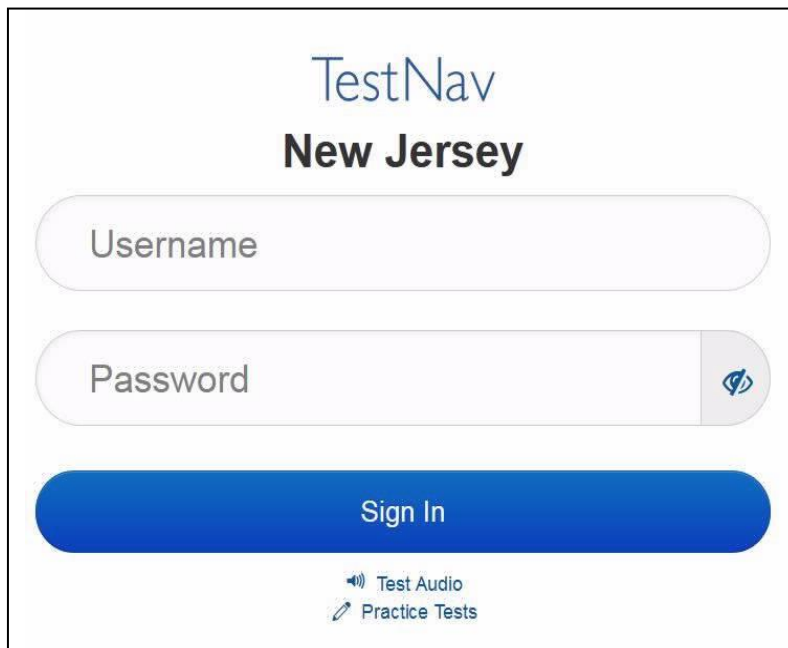 TestNav
New Jersey
Username
Password
Sign In
Test Audio
Practice Tests